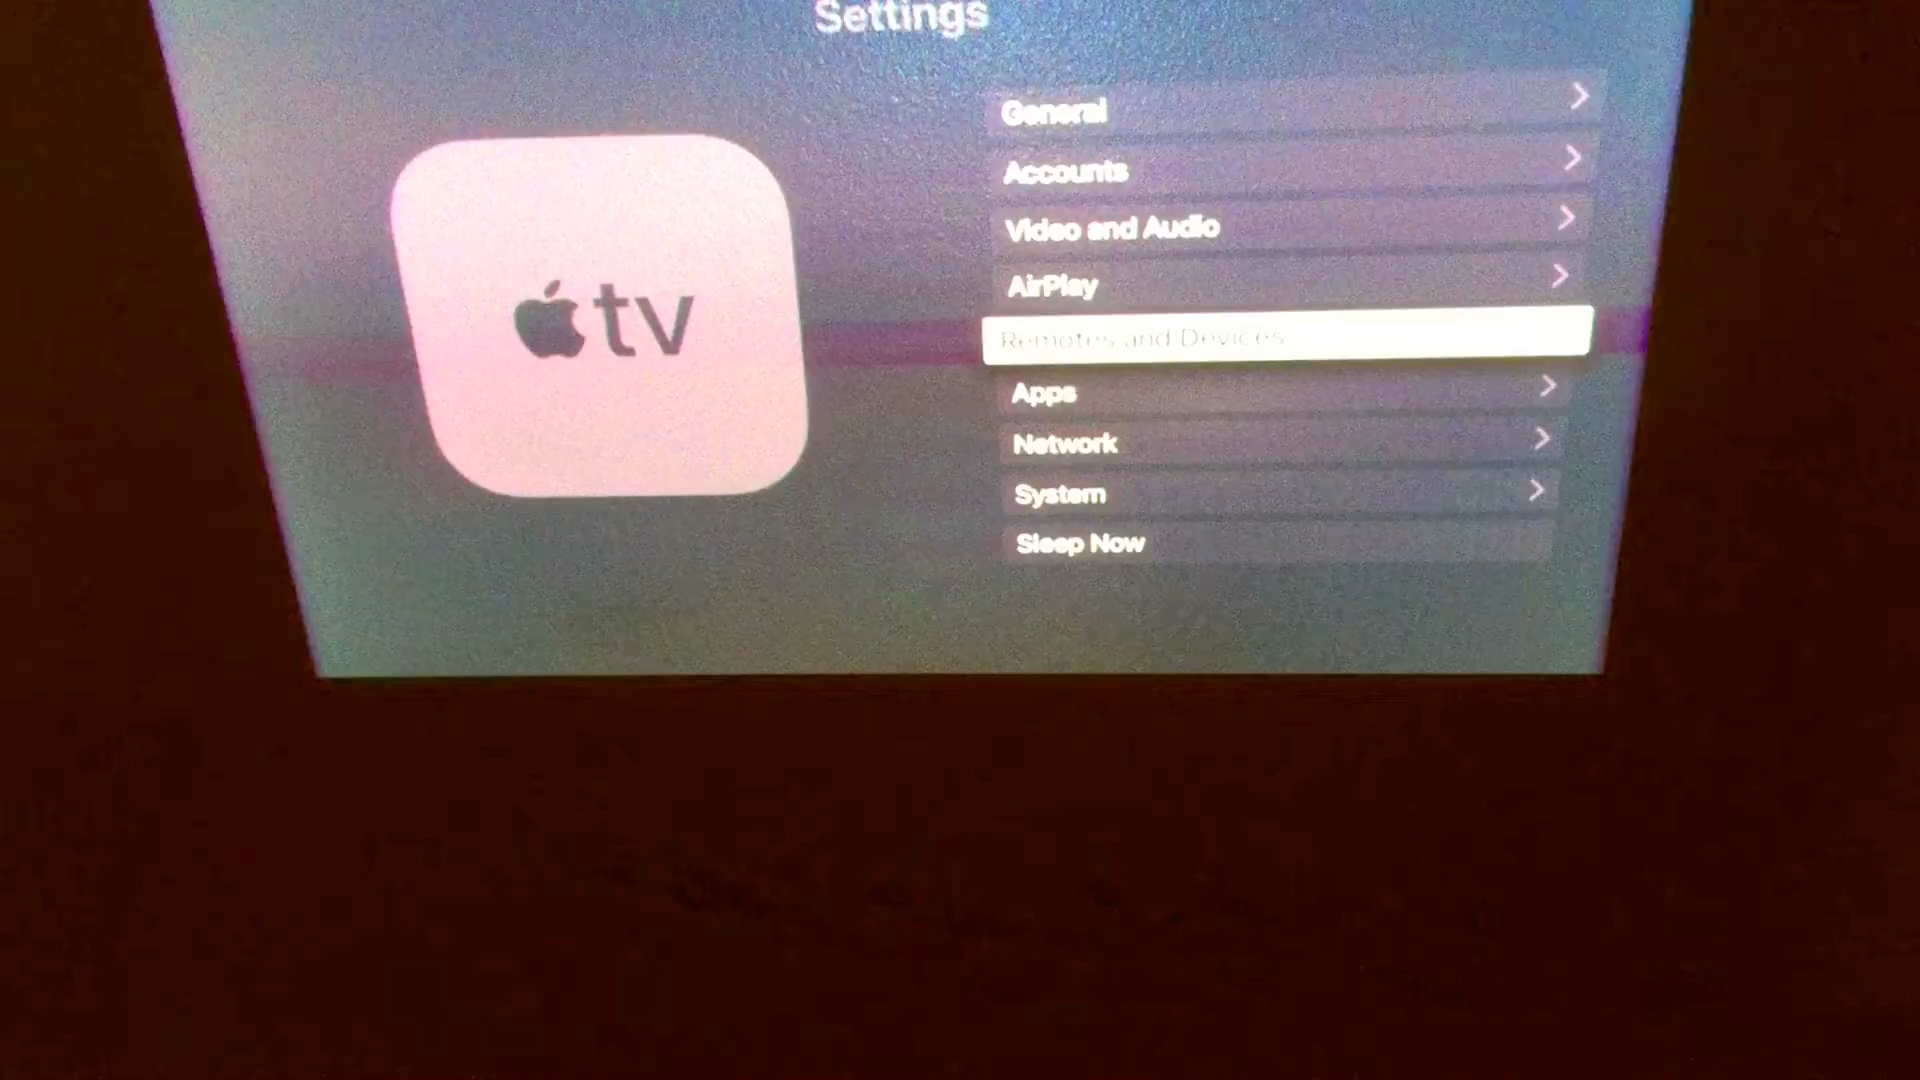 Settings
General
Accounts
Video and Audio
AirPlay
tv
Remotes and Devices
Apps
Network
System
Sleep Now